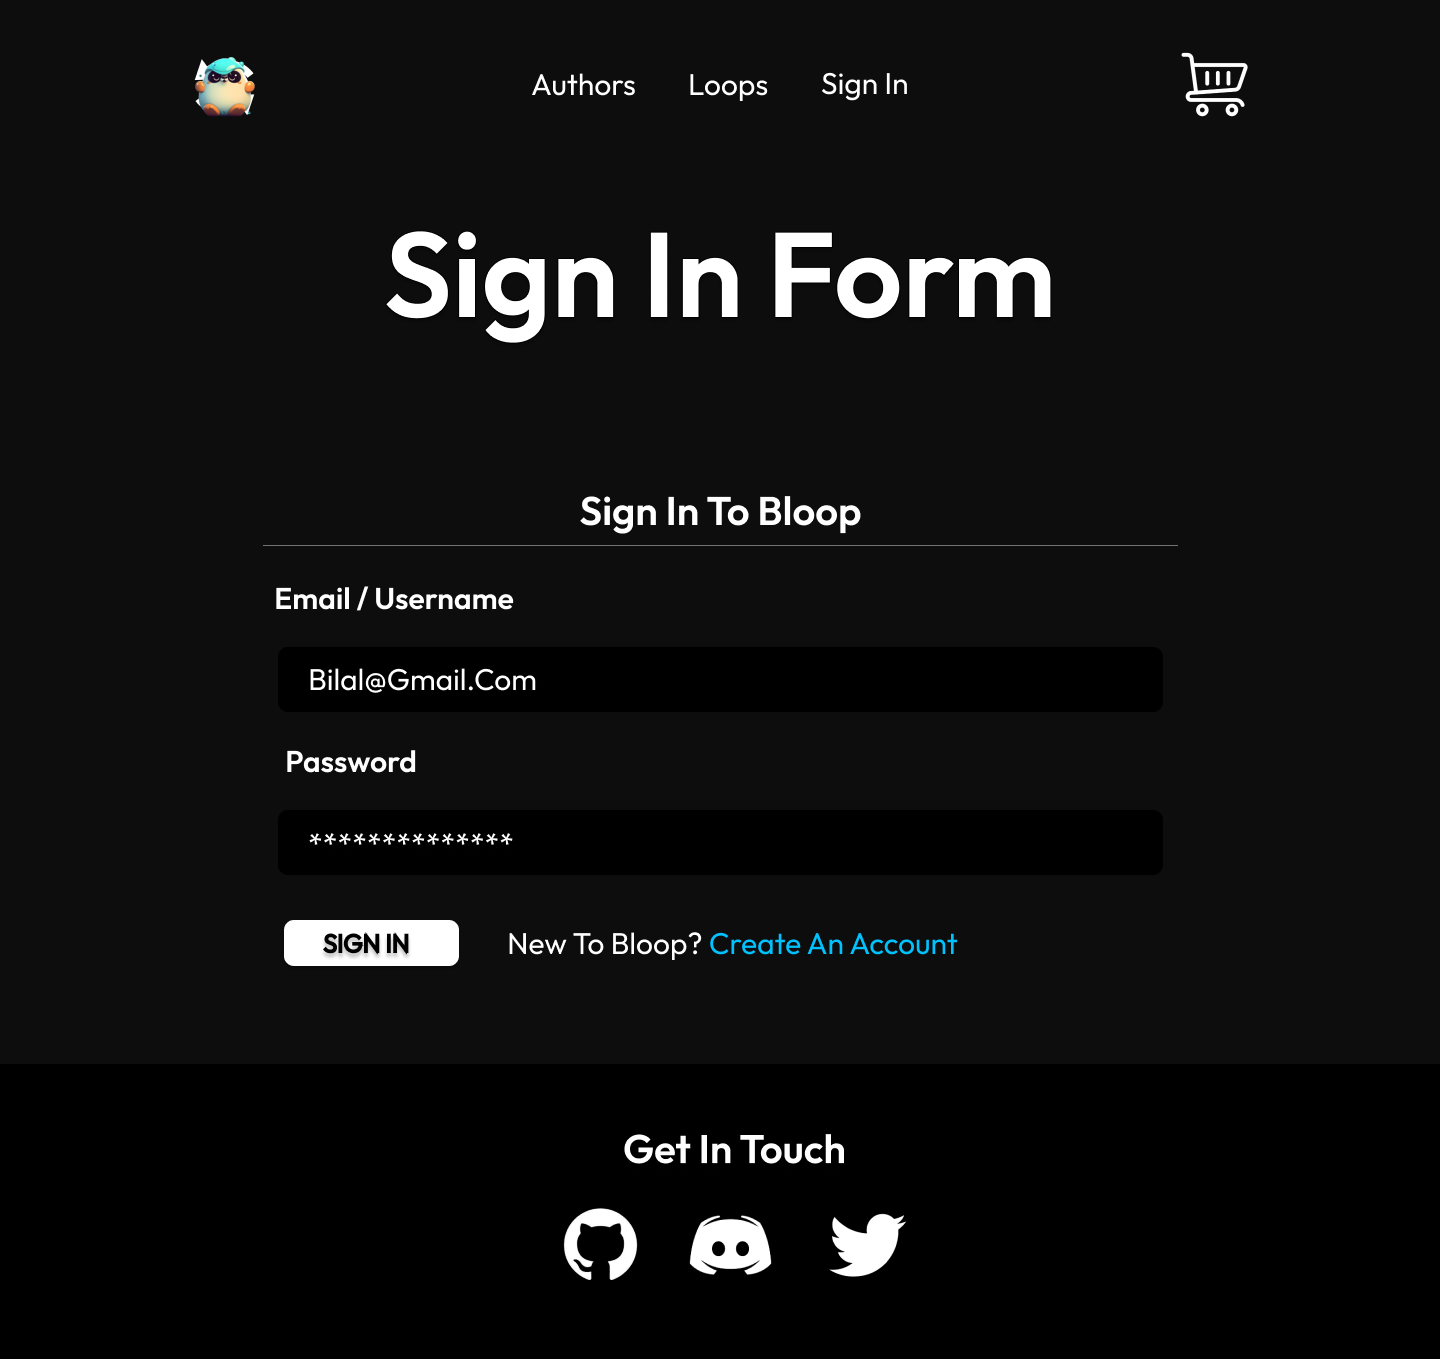 Authors Loops Sign In
Sign In Form
Sign In To Bloop
Email / Username
Bilal@Gmail.Com
Password
**************
SIGN IN New To Bloop? Create An Account
Get In Touch